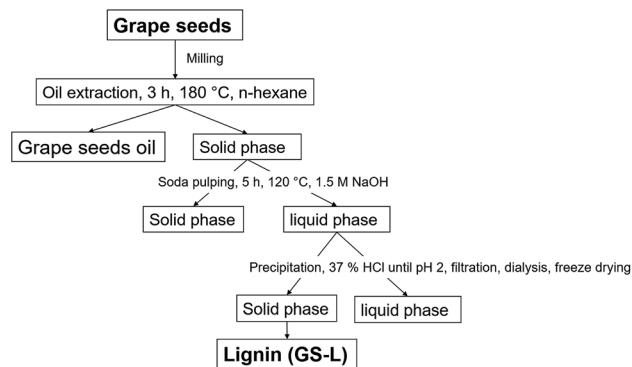 Grape seeds
Milling
Oil extraction, 3 h, 180 °C, n-hexane
Grape seeds oil
Solid phase
Soda pulping, 5 h, 120 °C, 1.5 M NaOH
Solid phase
liquid phase
Precipitation, 37 % HCl until pH 2, filtration, dialysis, freeze drying
Solid phase
liquid phase
Lignin (GS-L)